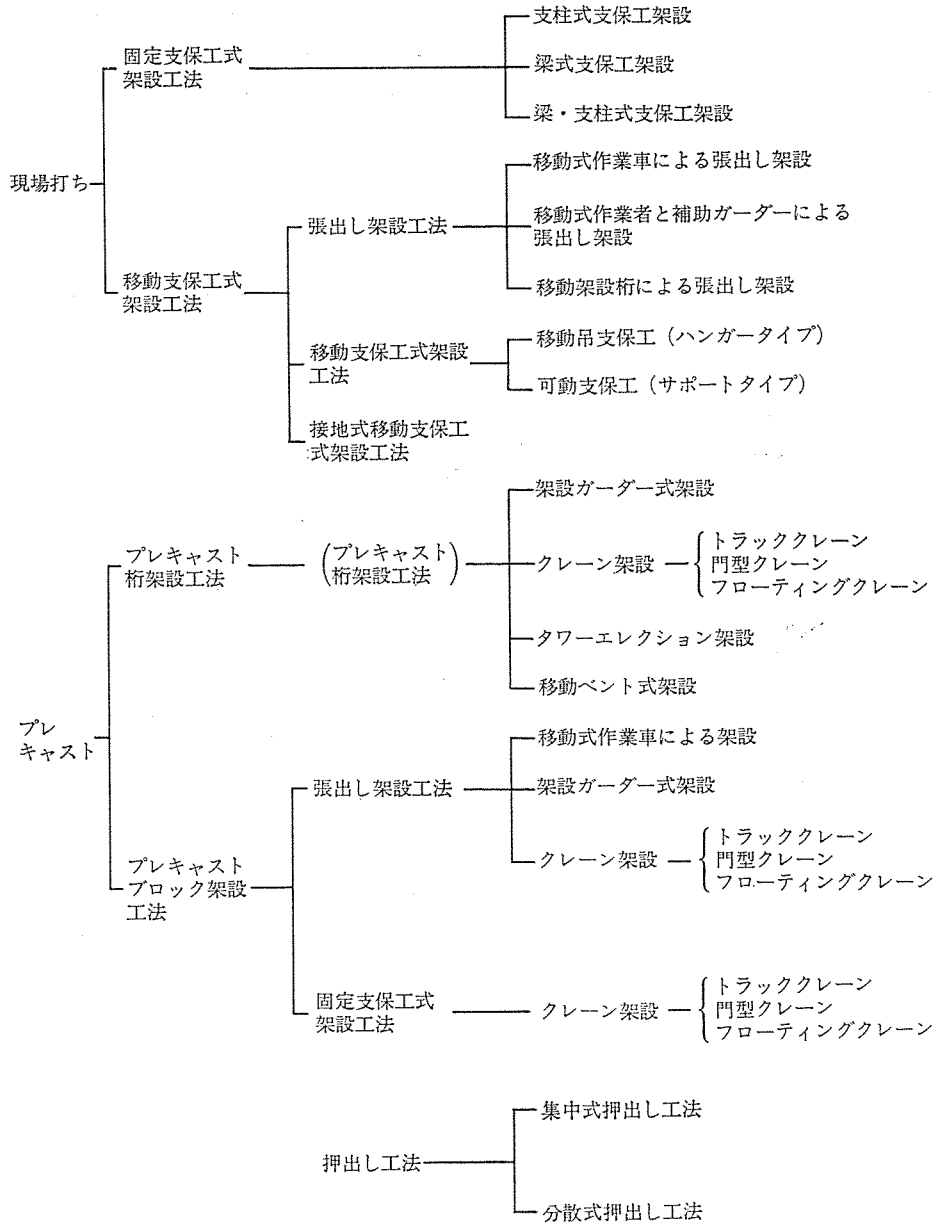 支柱式支保工架設
固定支保工式
架設工法
梁式支保工架設
梁・支柱式支保工架設
現場打ち
移動式作業車による張出し架設
張出し架設工法
移動式作業者と補助ガーダーによる
張出し架設
移動支保工式
架設工法
移動架設桁による張出し架設
移動支保工式架設
工法
移動吊支保工（ハンガータイプ）
可動支保工（サポートタイプ）
接地式移動支保工
式架設工法
架設ガーダー式架設
プレキャスト
桁架設工法
（プレキャスト
桁架設工法）
クレーン架設
トラッククレーン
門型クレーン
フローティングクレーン
タワーエレクション架設
移動ベント式架設
プレ
キャスト
移動式作業車による架設
張出し架設工法
架設ガーダー式架設
クレーン架設
トラッククレーン
門型クレーン
フローティングクレーン
プレキャスト
ブロック架設
工法
固定支保工式
架設工法
クレーン架設
トラッククレーン
門型クレーン
フローティングクレーン
集中式押出し工法
押出し工法
分散式押出し工法